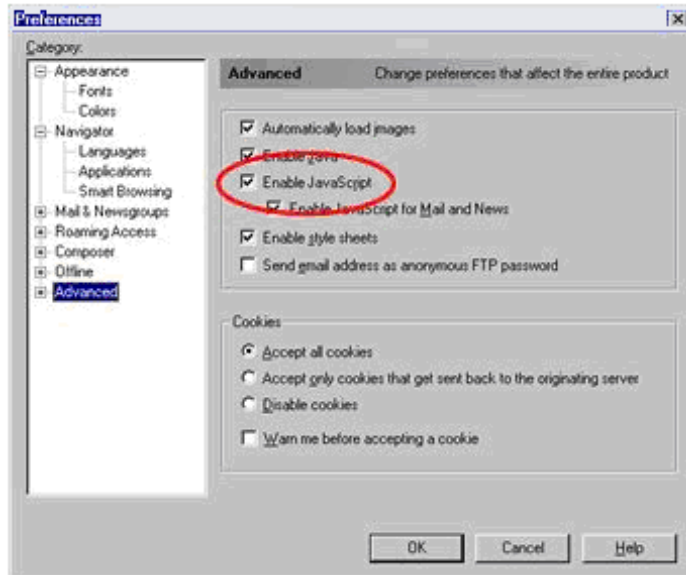 Preferences
Category:
Appearance
Fonts
Colors
Navigator
Languages
Applications
Smart Browsing
Mail & Newsgroups
Roaming Access
Composer
Offline
Advanced
Advanced Change preferences that affect the entire product
Automatically load images
Enable Java
Enable JavaScript
Enable JavaScript for Mail and News
Enable style sheets
Send email address as anonymous FTP password
Cookies
Accept all cookies
Accept only cookies that get sent back to the originating server
Disable cookies
Warn me before accepting a cookie
OK Cancel Help